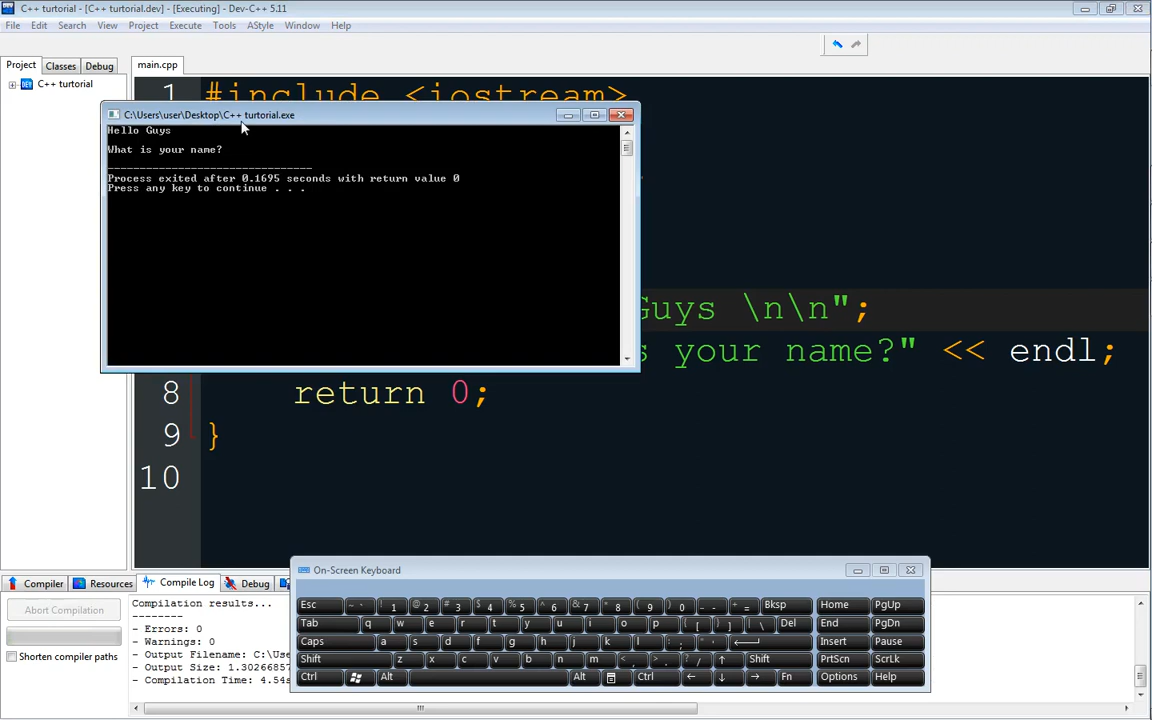 C++ turtorial - [C++ turtorial.dev] - [Executing] - Dev-C++ 5.11
File Edit Search View Project Execute Tools AStyle Window Help
Project Classes Debug main.cpp
C++ turtorial
1 #include <iostream>
C:\Users\user\Desktop\C++ turtorial.exe
Hello Guys
What is your name?
--------------------------------
Process exited after 0.1695 seconds with return value 0
Press any key to continue . . .
Guys \n\n";
s your name?" << endl;
8 return 0;
9 }
10
On-Screen Keyboard
Compiler Resources Compile Log Debug
Abort Compilation
Shorten compiler paths
Compilation results...
--------
- Errors: 0
- Warnings: 0
- Output Filename: C:\Use
- Output Size: 1.30266857
- Compilation Time: 4.54s
Esc ~ ` ! 1 @ 2 # 3 $ 4 % 5 ^ 6 & 7 * 8 ( 9 ) 0 _ - + = Bksp Home PgUp
Tab q w e r t y u i o p { [ } ] | \ Del End PgDn
Caps a s d f g h j k l : ; " ' Insert Pause
Shift z x c v b n m < , > . ? / ↑ Shift PrtScn ScrLk
Ctrl Alt Alt Ctrl ← ↓ → Fn Options Help